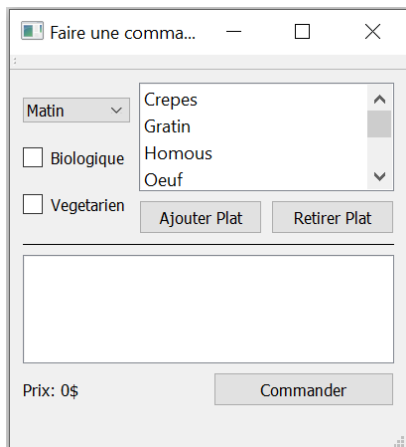 Faire une comma...
Matin
Crepes
Gratin
Homous
Oeuf
Biologique
Vegetarien
Ajouter Plat
Retirer Plat
Prix: 0$
Commander